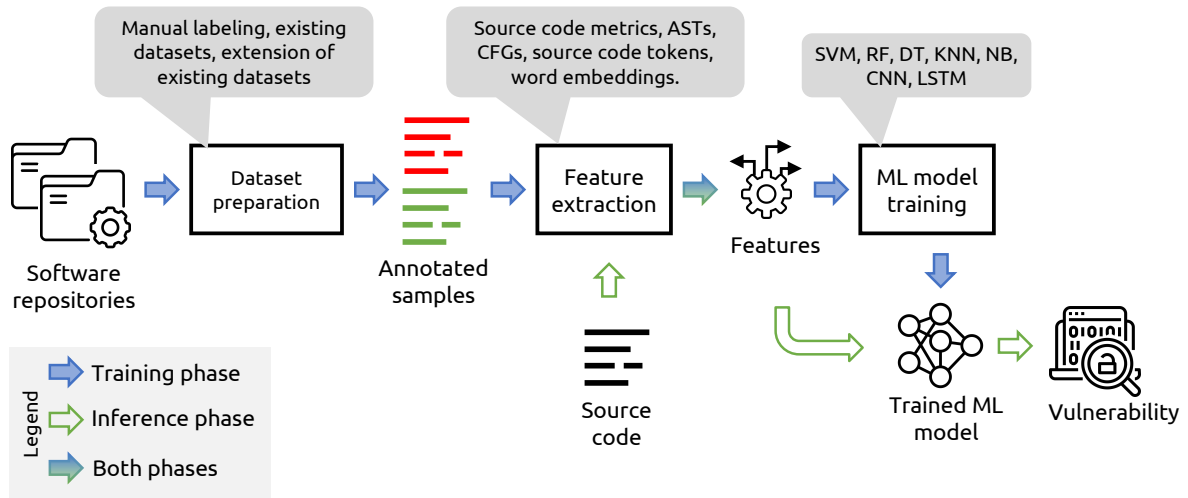 Manual labeling, existing
datasets, extension of
existing datasets
Source code metrics, ASTs,
CFGs, source code tokens,
word embeddings.
SVM, RF, DT, KNN, NB,
CNN, LSTM
Software
repositories
Dataset
preparation
Annotated
samples
Feature
extraction
Features
ML model
training
Source
code
Trained ML
model
010101
Vulnerability
Legend
Training phase
Inference phase
Both phases